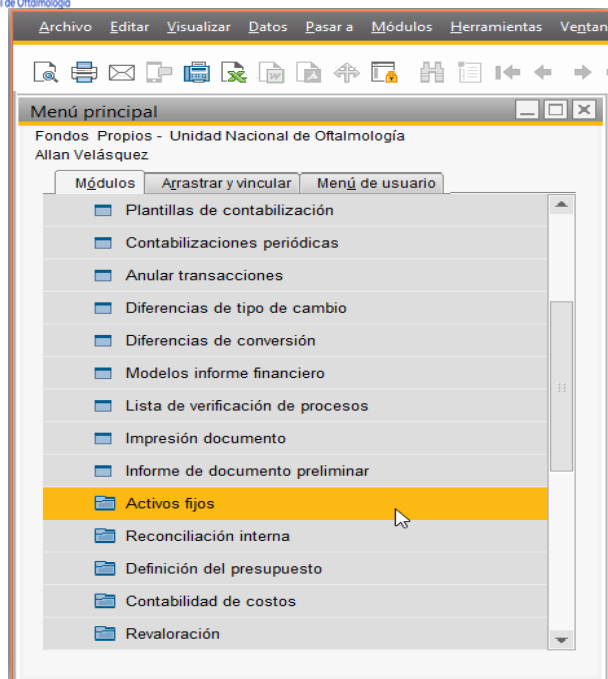 l de Oftalmología
Archivo Editar Visualizar Datos Pasar a Módulos Herramientas Ventan
Menú principal
Fondos Propios - Unidad Nacional de Oftalmología
Allan Velásquez
Módulos Arrastrar y vincular Menú de usuario
Plantillas de contabilización
Contabilizaciones periódicas
Anular transacciones
Diferencias de tipo de cambio
Diferencias de conversión
Modelos informe financiero
Lista de verificación de procesos
Impresión documento
Informe de documento preliminar
Activos fijos
Reconciliación interna
Definición del presupuesto
Contabilidad de costos
Revaloración